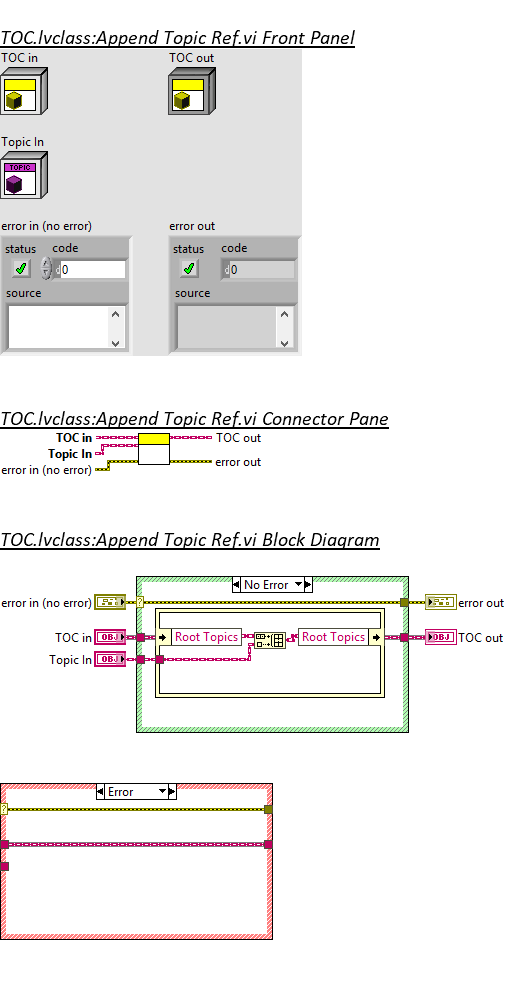 TOC.lvclass:Append Topic Ref.vi Front Panel
TOC in
TOC out
Topic In
TOPIC
error in (no error)
error out
status code
status code
d 0
d 0
source
source
TOC.lvclass:Append Topic Ref.vi Connector Pane
TOC in
TOC out
Topic In
error out
error in (no error)
TOC.lvclass:Append Topic Ref.vi Block Diagram
No Error
error in (no error)
?
error out
TOC in
OBJ
Root Topics
Root Topics
OBJ
TOC out
Topic In
OBJ
Error
?